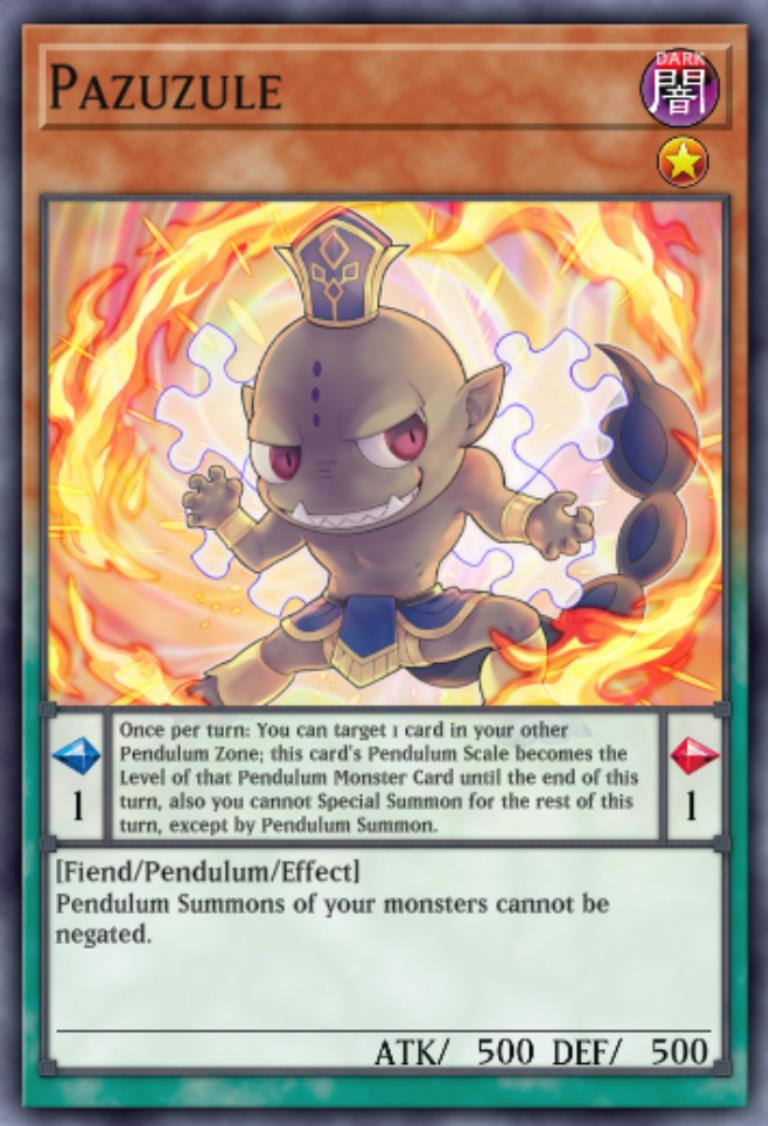 PAZUZULE
DARK
闇
Once per turn: You can target 1 card in your other
Pendulum Zone; this card's Pendulum Scale becomes the
Level of that Pendulum Monster Card until the end of this
turn, also you cannot Special Summon for the rest of this
turn, except by Pendulum Summon.
1
1
[Fiend/Pendulum/Effect]
Pendulum Summons of your monsters cannot be
negated.
ATK/ 500 DEF/ 500